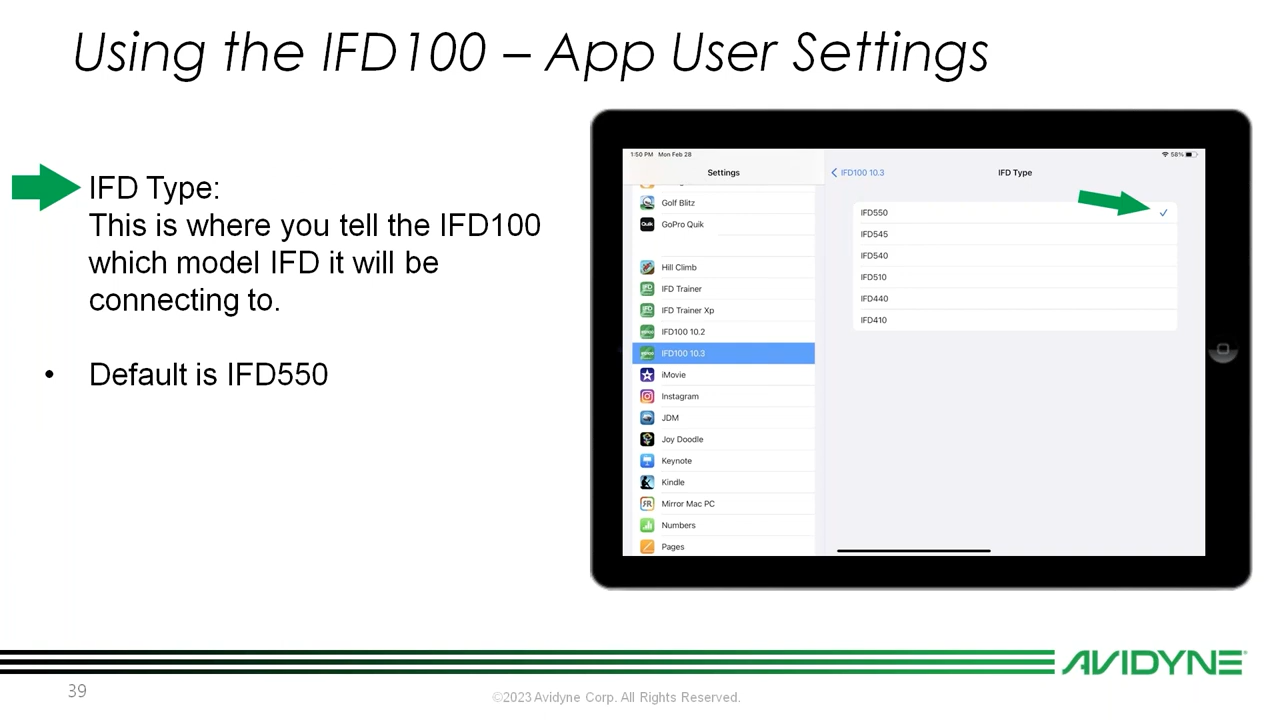 Using the IFD100 – App User Settings
IFD Type:
This is where you tell the IFD100
which model IFD it will be
connecting to.
• Default is IFD550
1:50 PM Mon Feb 28
58%
Settings
Golf Blitz
Quik
GoPro Quik
Hill Climb
IFD Trainer
IFD Trainer Xp
IFD100 10.2
IFD100 10.3
iMovie
Instagram
JDM
Joy Doodle
Keynote
Kindle
Mirror Mac PC
Numbers
Pages
IFD100 10.3
IFD Type
IFD550
IFD545
IFD540
IFD510
IFD440
IFD410
AVIDYNE
39
©2023 Avidyne Corp. All Rights Reserved.